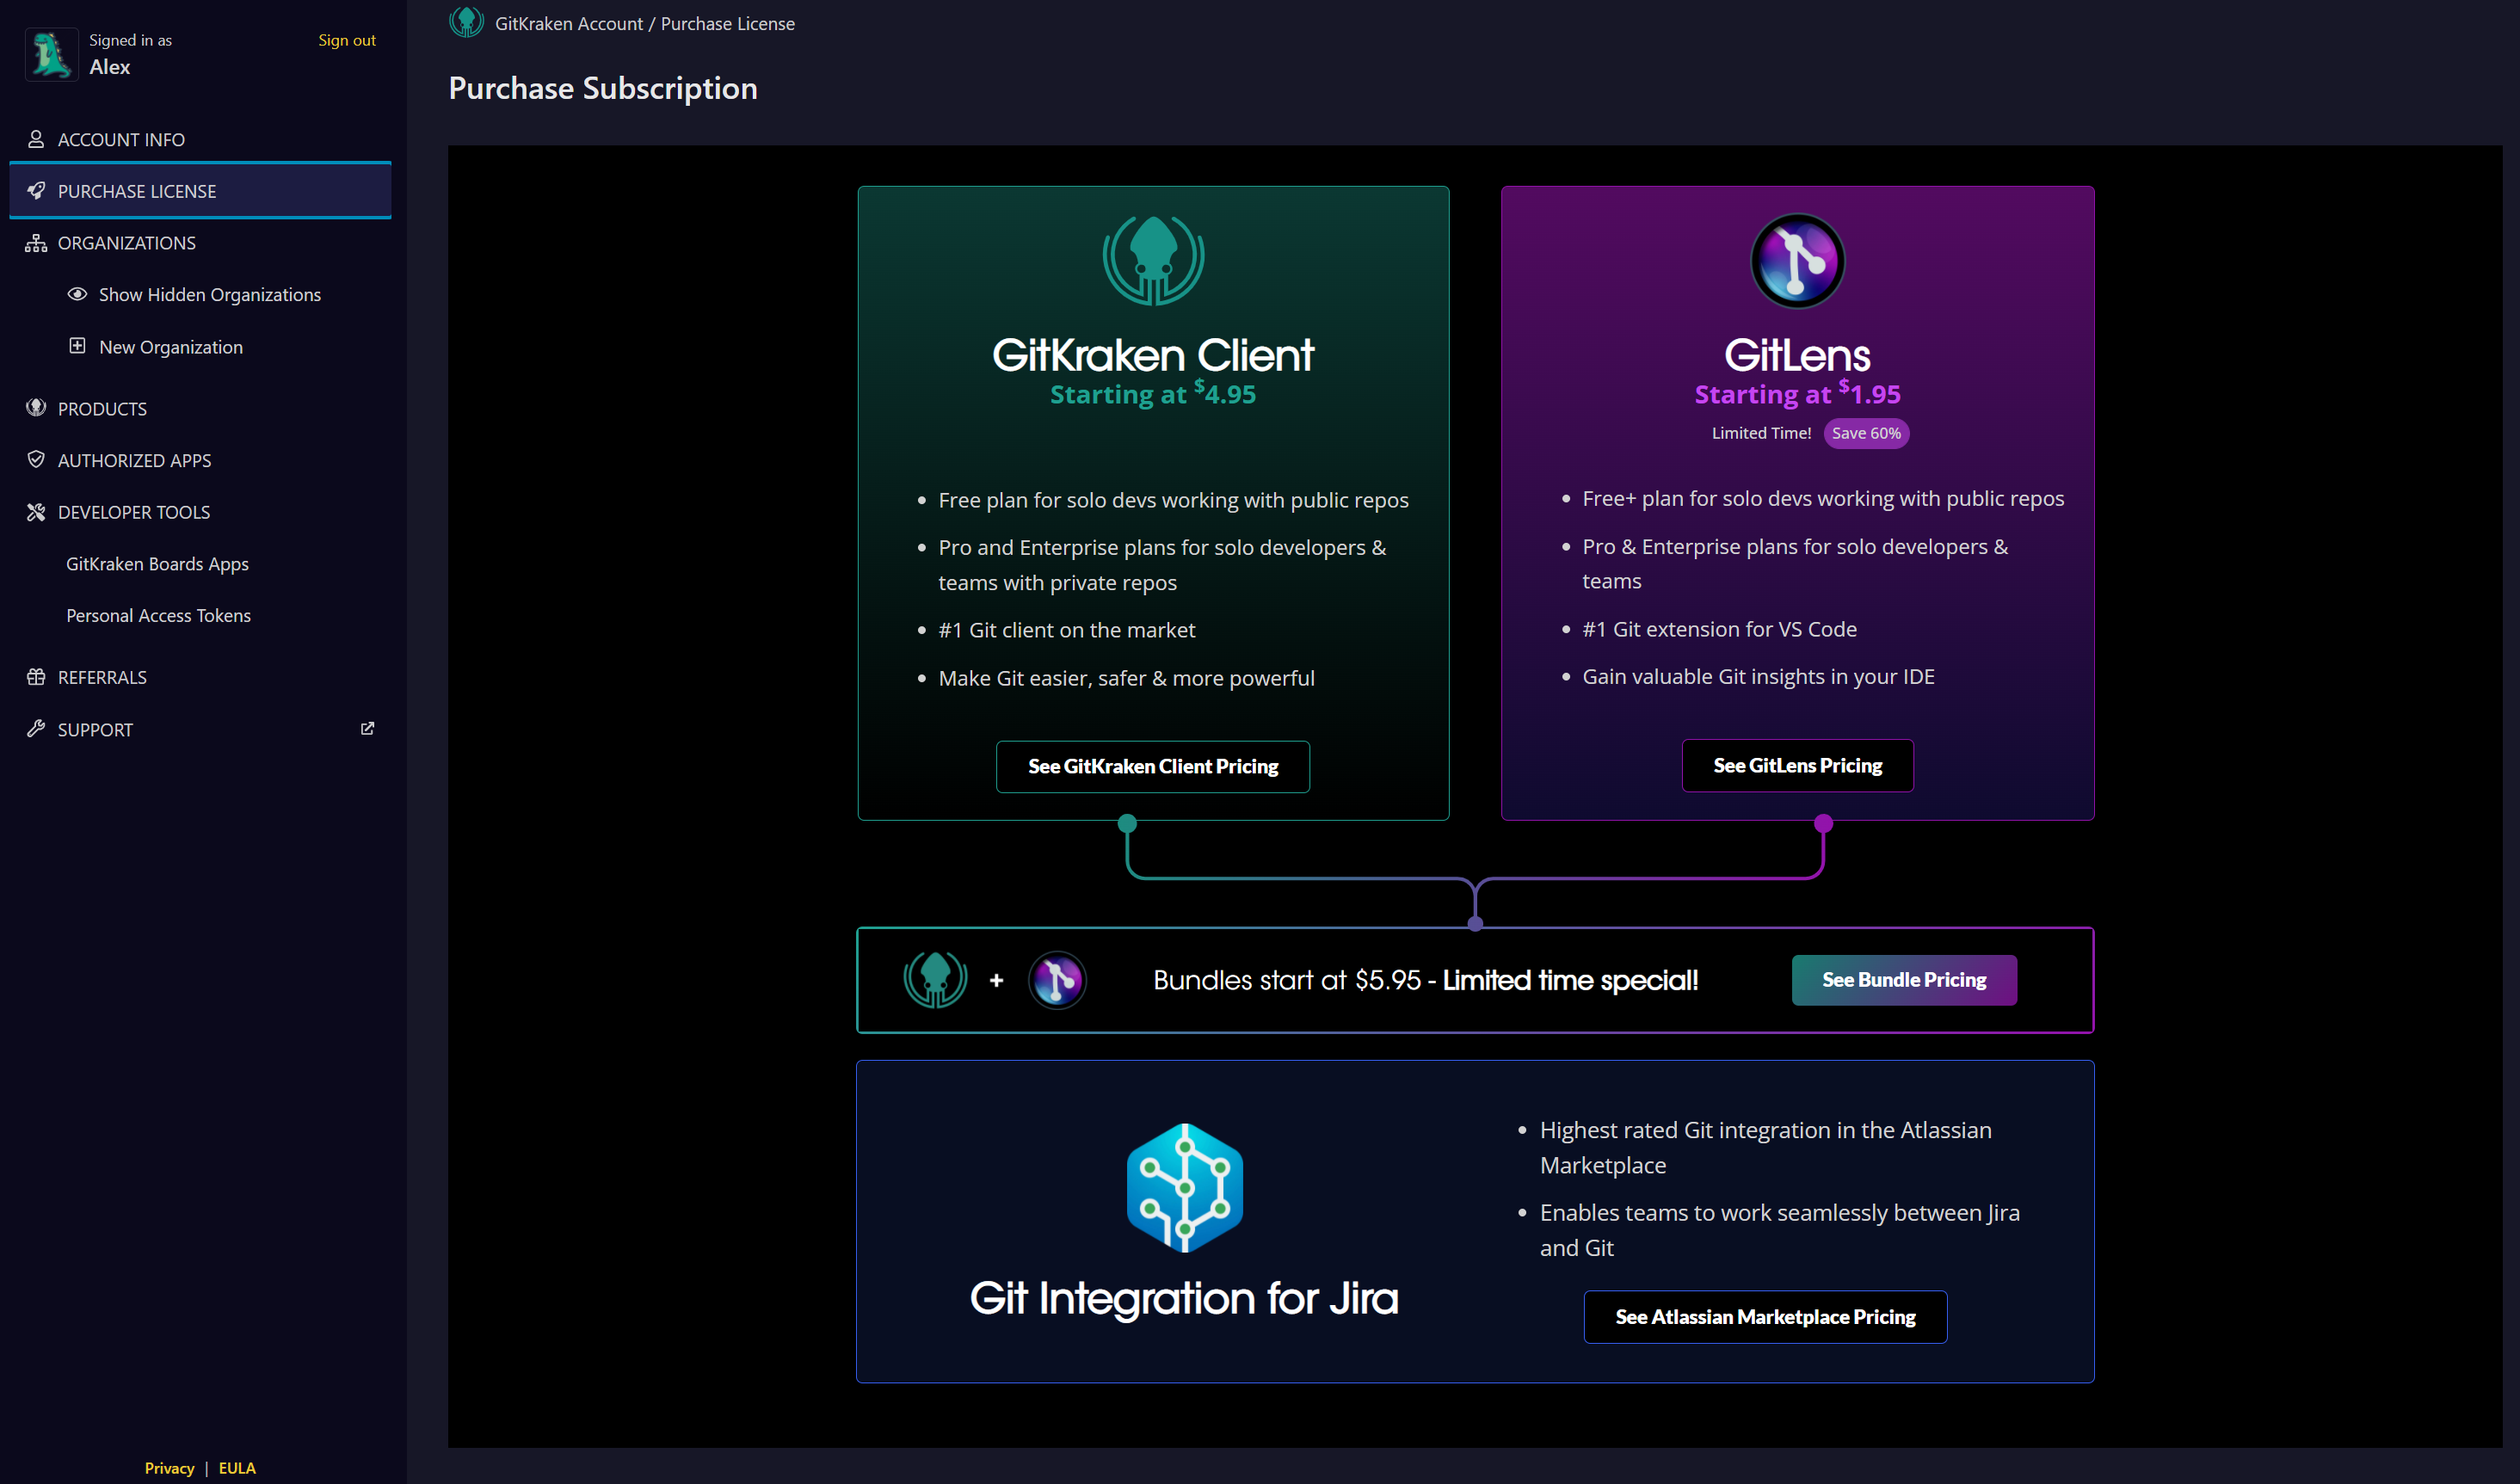 Signed in as
Sign out
Alex
ACCOUNT INFO
PURCHASE LICENSE
ORGANIZATIONS
Show Hidden Organizations
New Organization
PRODUCTS
AUTHORIZED APPS
DEVELOPER TOOLS
GitKraken Boards Apps
Personal Access Tokens
REFERRALS
SUPPORT
Privacy | EULA
GitKraken Account / Purchase License
Purchase Subscription
GitKraken Client
Starting at $4.95
Free plan for solo devs working with public repos
Pro and Enterprise plans for solo developers &
teams with private repos
#1 Git client on the market
Make Git easier, safer & more powerful
See GitKraken Client Pricing
GitLens
Starting at $1.95
Limited Time! Save 60%
Free+ plan for solo devs working with public repos
Pro & Enterprise plans for solo developers &
teams
#1 Git extension for VS Code
Gain valuable Git insights in your IDE
See GitLens Pricing
+
Bundles start at $5.95 - Limited time special!
See Bundle Pricing
Git Integration for Jira
Highest rated Git integration in the Atlassian
Marketplace
Enables teams to work seamlessly between Jira
and Git
See Atlassian Marketplace Pricing